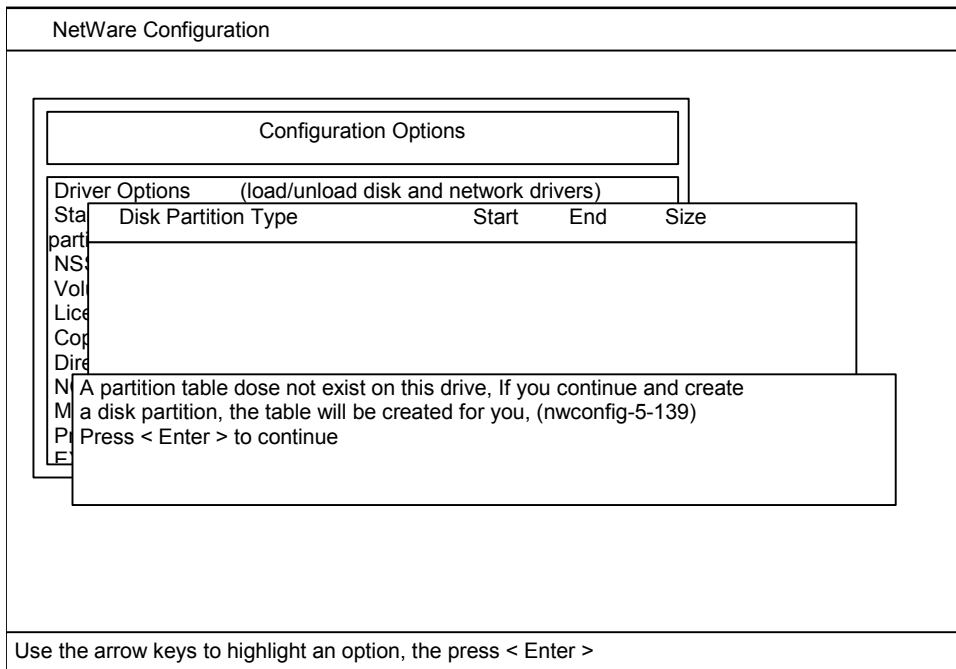 NetWare Configuration
Configuration Options
Driver Options (load/unload disk and network drivers)
Disk Partition Type Start End Size
A partition table dose not exist on this drive, If you continue and create
a disk partition, the table will be created for you, (nwconfig-5-139)
Press < Enter > to continue
Use the arrow keys to highlight an option, the press < Enter >